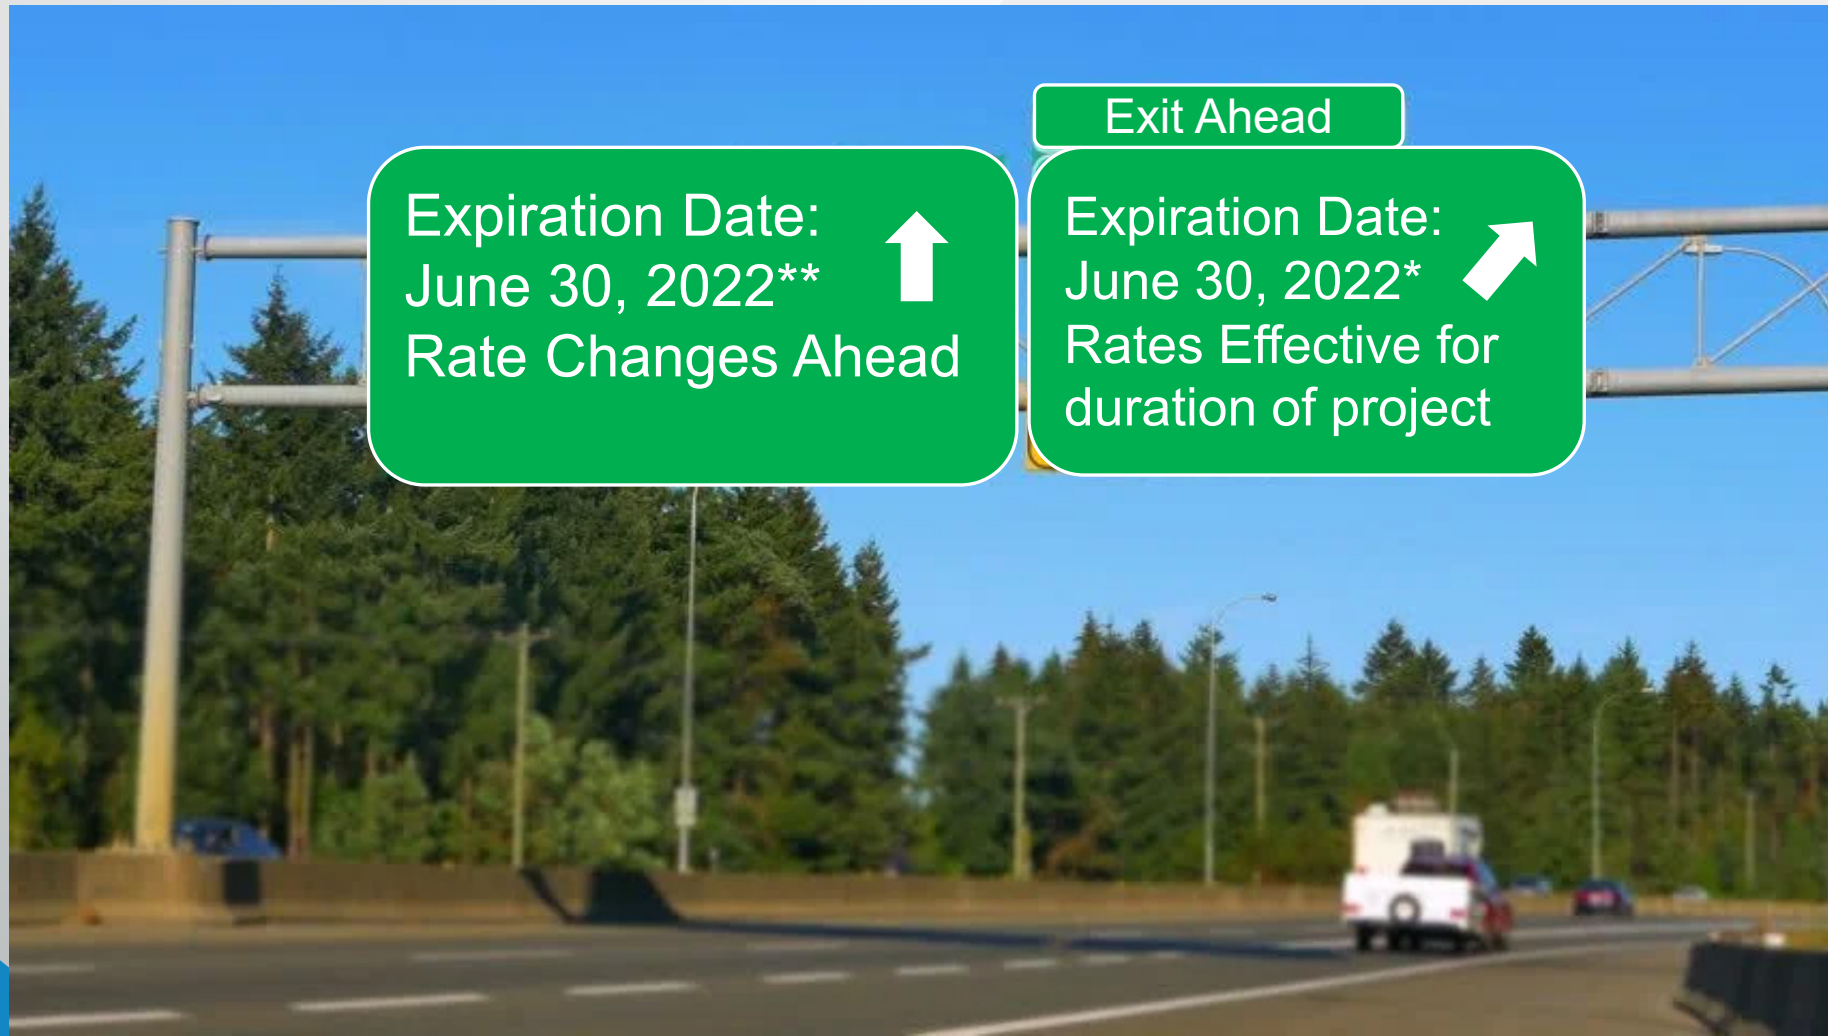 Expiration Date:
June 30, 2022**
Rate Changes Ahead
Exit Ahead
Expiration Date:
June 30, 2022*
Rates Effective for
duration of project